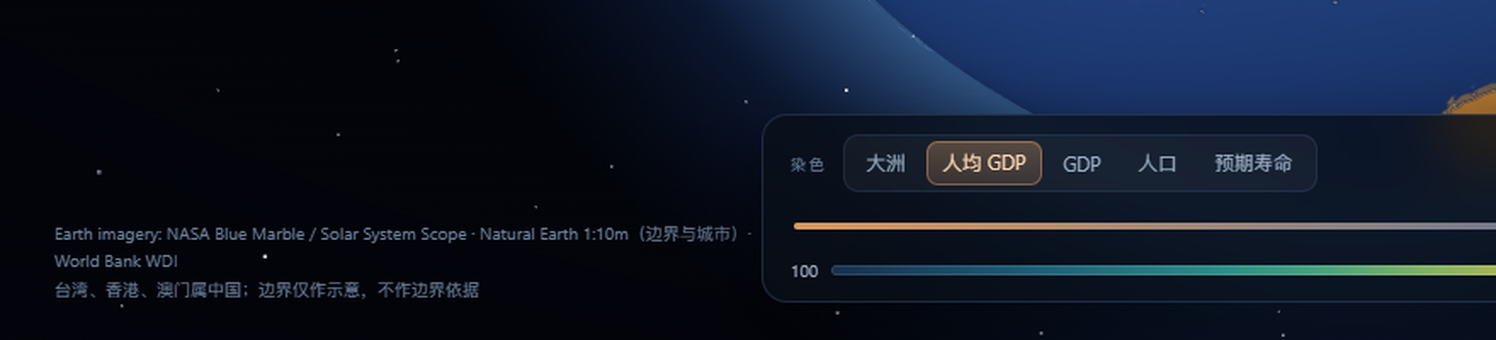 染色 大洲 人均 GDP GDP 人口 预期寿命
Earth imagery: NASA Blue Marble / Solar System Scope · Natural Earth 1:10m（边界与城市）·
World Bank WDI
100
台湾、香港、澳门属中国；边界仅作示意，不作边界依据